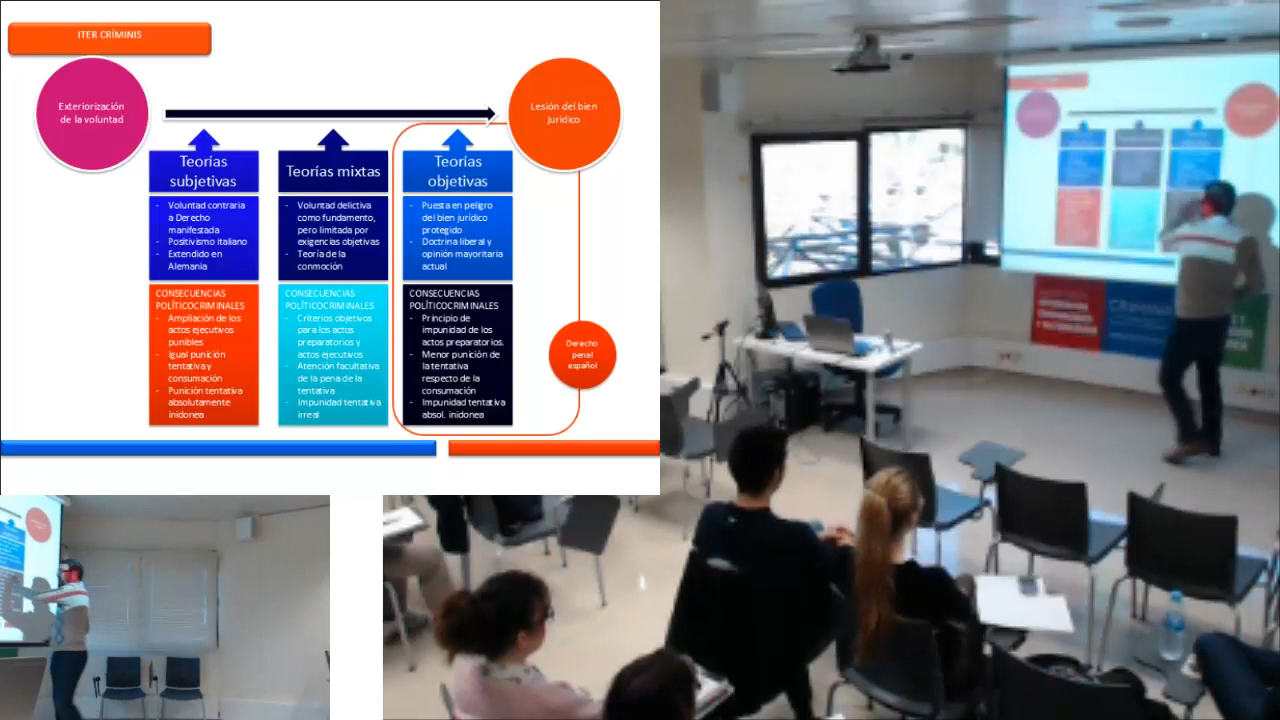 ITER CRÍMINIS
Exteriorización
de la voluntad
Lesión del bien
jurídico
Teorías
subjetivas
- Voluntad contraria
a Derecho
manifestada
- Positivismo italiano
- Extendido en
Alemania
CONSECUENCIAS
POLÍTICOCRIMINALES
- Ampliación de los
actos ejecutivos
punibles
- Igual punición
tentativa y
consumación
- Punición tentativa
absolutamente
inidonea
Teorías mixtas
- Voluntad delictiva
como fundamento,
pero limitada por
exigencias objetivas
- Teoría de la
conmoción
CONSECUENCIAS
POLÍTICOCRIMINALES
- Criterios objetivos
para los actos
preparatorios y
actos ejecutivos
- Atención facultativa
de la pena de la
tentativa
- Impunidad tentativa
irreal
Teorías
objetivas
- Puesta en peligro
del bien jurídico
protegido
- Doctrina liberal y
opinión mayoritaria
actual
CONSECUENCIAS
POLÍTICOCRIMINALES
- Principio de
impunidad de los
actos preparatorios.
- Menor punición de
la tentativa
respecto de la
consumación
- Impunidad tentativa
absol. inidonea
Derecho
penal
español